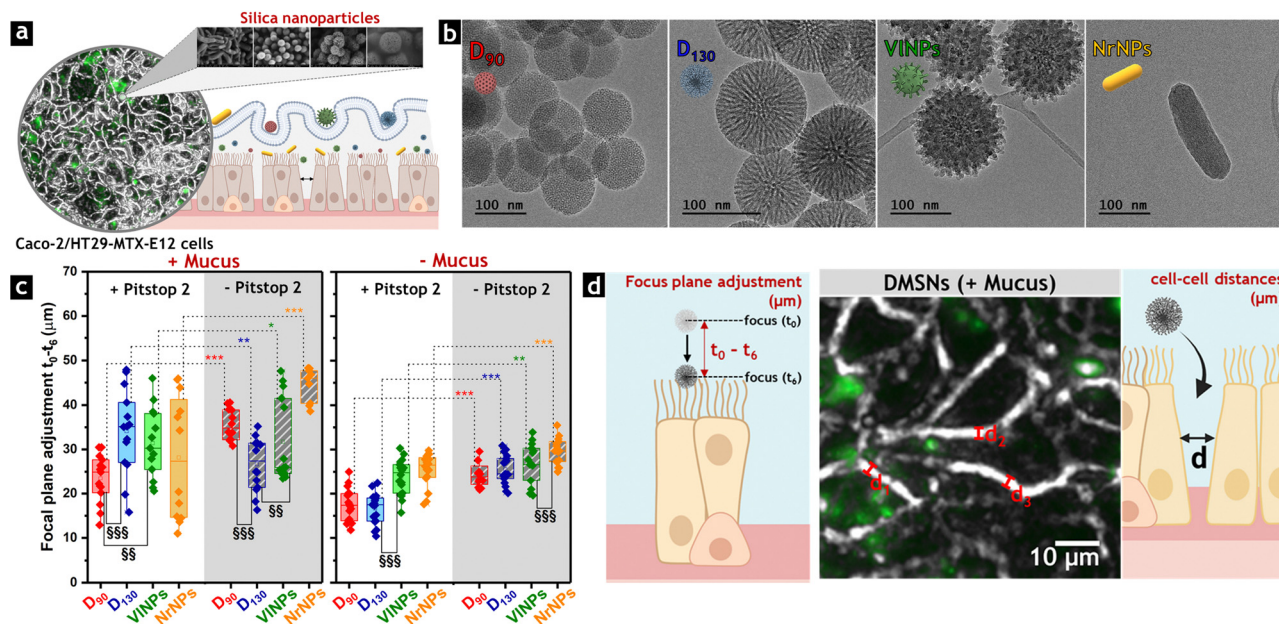 a
Silica nanoparticles
Caco-2/HT29-MTX-E12 cells
b
D90
D130
VlNPs
NrNPs
100 nm
100 nm
100 nm
100 nm
c
+ Mucus
- Mucus
+ Pitstop 2
- Pitstop 2
+ Pitstop 2
- Pitstop 2
Focal plane adjustment t0-t6 (µm)
70
60
50
40
30
20
10
0
***
**
*
***
***
***
**
***
§§§
§§
§§§
§§
§§§
§§§
D90
D130
VlNPs
NrNPs
D90
D130
VlNPs
NrNPs
D90
D130
VlNPs
NrNPs
D90
D130
VlNPs
NrNPs
d
Focus plane adjustment
(µm)
focus (t0)
t0 - t6
focus (t6)
DMSNs (+ Mucus)
d1
d2
d3
10 µm
cell-cell distances
(µm)
d